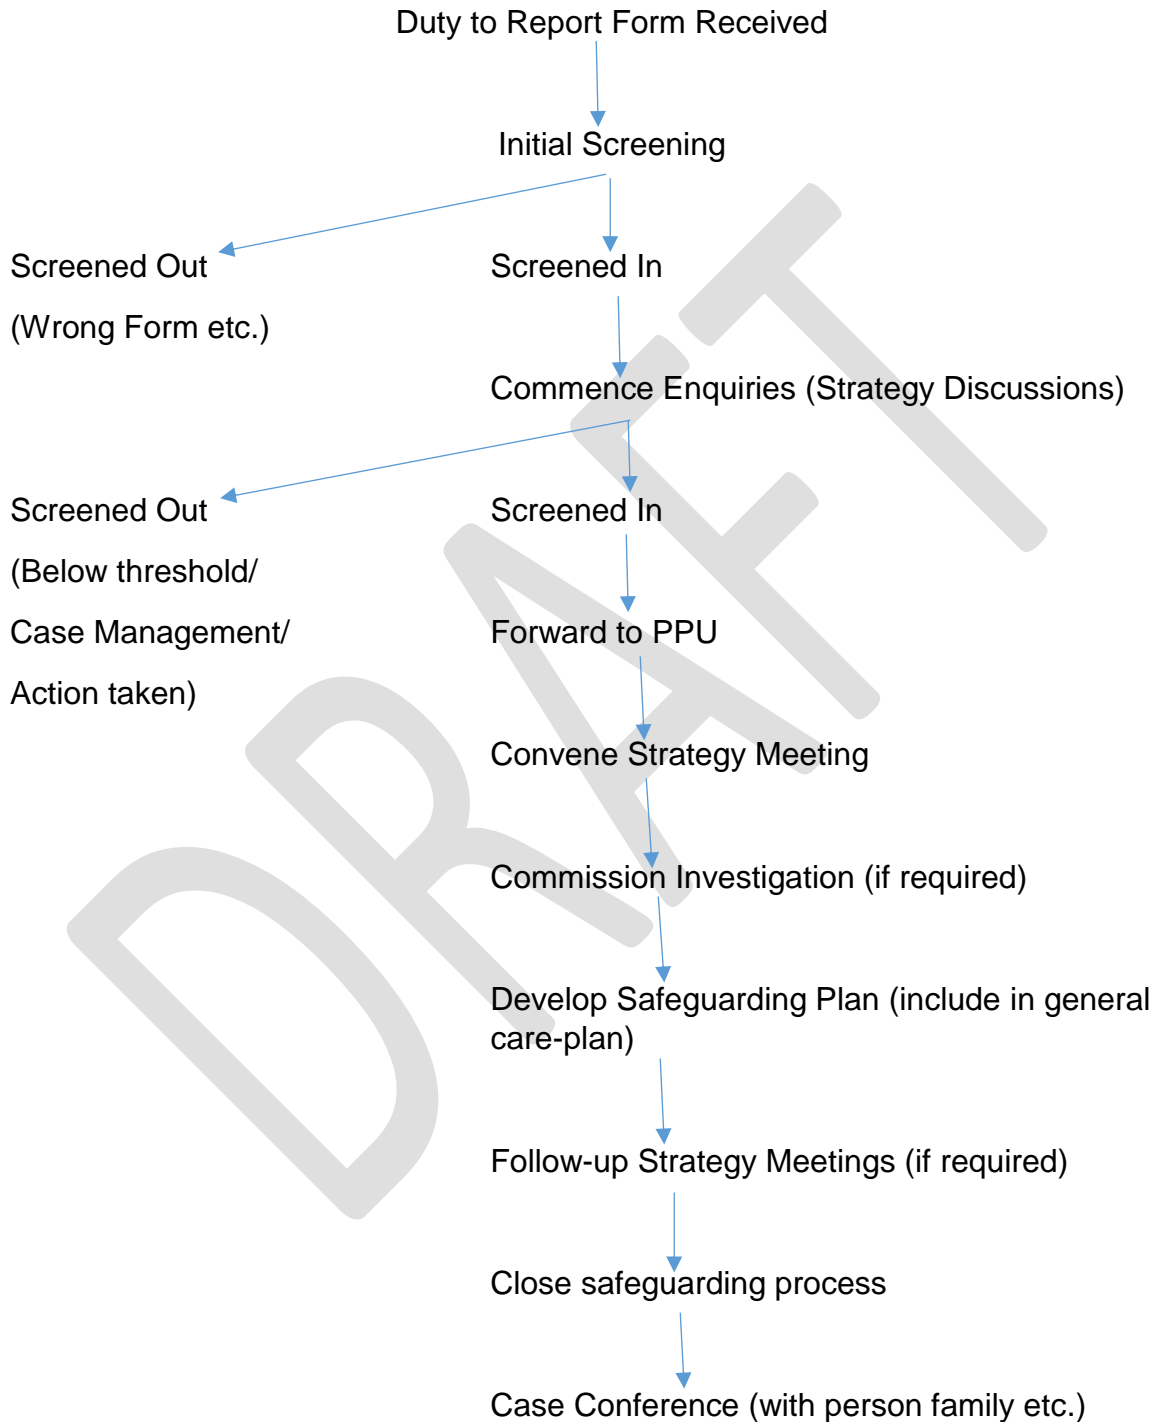 Duty to Report Form Received
Initial Screening
Screened Out
Screened In
(Wrong Form etc.)
Commence Enquiries (Strategy Discussions)
Screened Out
Screened In
(Below threshold/
Case Management/
Forward to PPU
Action taken)
Convene Strategy Meeting
Commission Investigation (if required)
Develop Safeguarding Plan (include in general
care-plan)
Follow-up Strategy Meetings (if required)
Close safeguarding process
Case Conference (with person family etc.)
DRAFT